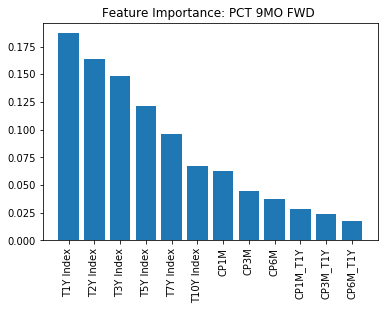 Feature Importance: PCT 9MO FWD
0.175
0.150
0.125
0.100
0.075
0.050
0.025
0.000
T1Y Index
T2Y Index
T3Y Index
T5Y Index
T7Y Index
T10Y Index
CP1M
CP3M
CP6M
CP1M_T1Y
CP3M_T1Y
CP6M_T1Y